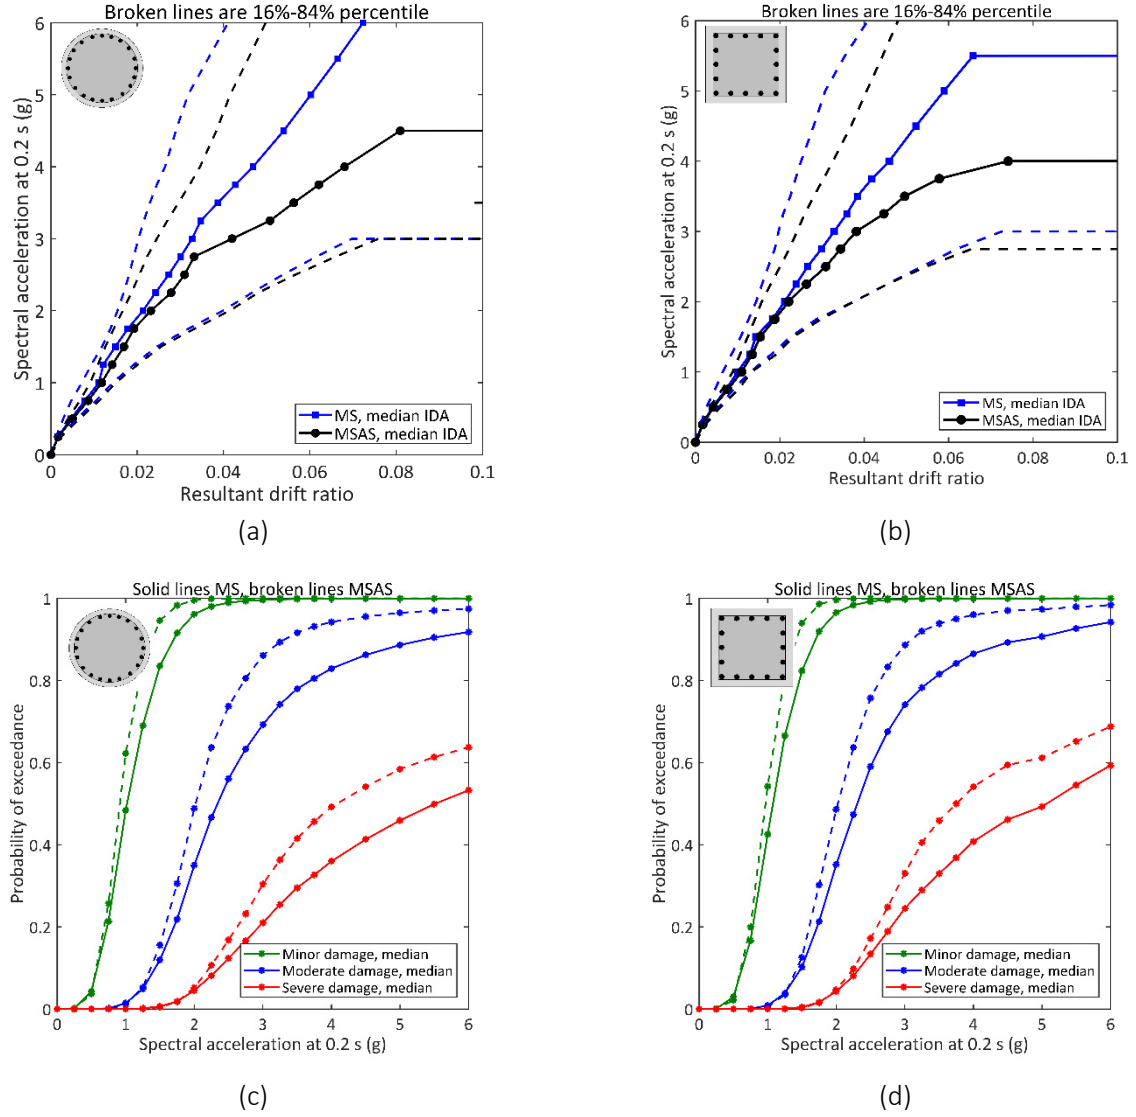 Broken lines are 16%-84% percentile
Spectral acceleration at 0.2 s (g)
6
5
4
3
2
1
0
MS, median IDA
MSAS, median IDA
0 0.02 0.04 0.06 0.08 0.1
Resultant drift ratio
(a)
Broken lines are 16%-84% percentile
Spectral acceleration at 0.2 s (g)
6
5
4
3
2
1
0
MS, median IDA
MSAS, median IDA
0 0.02 0.04 0.06 0.08 0.1
Resultant drift ratio
(b)
Solid lines MS, broken lines MSAS
Probability of exceedance
1
0.8
0.6
0.4
0.2
0
Minor damage, median
Moderate damage, median
Severe damage, median
0 1 2 3 4 5 6
Spectral acceleration at 0.2 s (g)
(c)
Solid lines MS, broken lines MSAS
Probability of exceedance
1
0.8
0.6
0.4
0.2
0
Minor damage, median
Moderate damage, median
Severe damage, median
0 1 2 3 4 5 6
Spectral acceleration at 0.2 s (g)
(d)